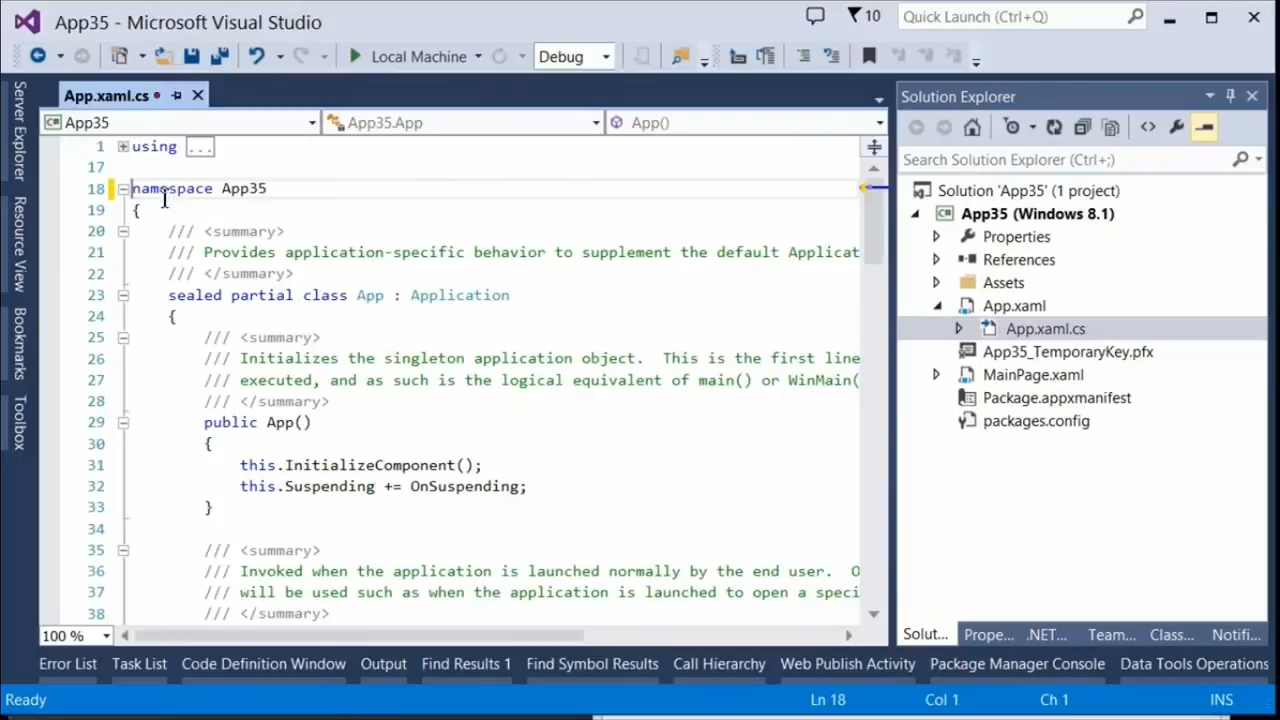 App35 - Microsoft Visual Studio
10
Quick Launch (Ctrl+Q)
Local Machine
Debug
Server Explorer
Resource View
Bookmarks
Toolbox
App.xaml.cs
App35
App35.App
App()
1 using ...
17
18 namespace App35
19 {
20 /// <summary>
21 /// Provides application-specific behavior to supplement the default Applicat
22 /// </summary>
23 sealed partial class App : Application
24 {
25 /// <summary>
26 /// Initializes the singleton application object.  This is the first line
27 /// executed, and as such is the logical equivalent of main() or WinMain(
28 /// </summary>
29 public App()
30 {
31 this.InitializeComponent();
32 this.Suspending += OnSuspending;
33 }
34
35 /// <summary>
36 /// Invoked when the application is launched normally by the end user.  O
37 /// will be used such as when the application is launched to open a speci
38 /// </summary>
100 %
Solution Explorer
Search Solution Explorer (Ctrl+;)
Solution 'App35' (1 project)
App35 (Windows 8.1)
Properties
References
Assets
App.xaml
App.xaml.cs
App35_TemporaryKey.pfx
MainPage.xaml
Package.appxmanifest
packages.config
Solut... Prope... .NET... Team... Class... Notifi...
Error List Task List Code Definition Window Output Find Results 1 Find Symbol Results Call Hierarchy Web Publish Activity Package Manager Console Data Tools Operations
Ready Ln 18 Col 1 Ch 1 INS